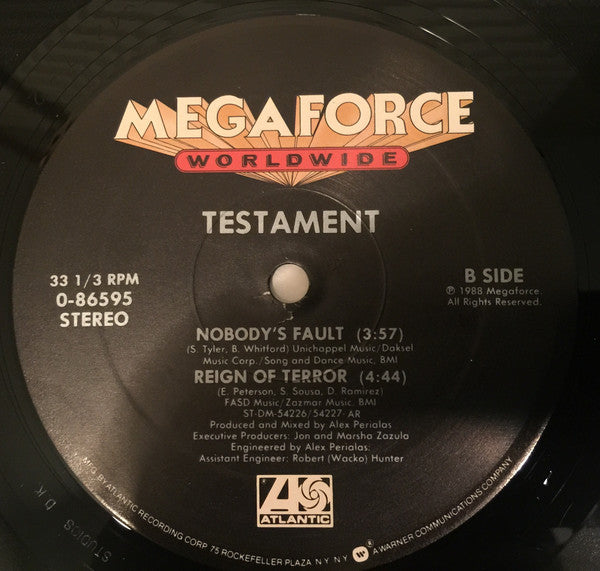 MEGAFORCE
WORLDWIDE
TESTAMENT
33 1/3 RPM
0-86595
STEREO
B SIDE
℗ 1988 Megaforce.
All Rights Reserved.
NOBODY'S FAULT (3:57)
(S. Tyler, B. Whitford) Unichappel Music/Daksel
Music Corp./Song and Dance Music, BMI
REIGN OF TERROR (4:44)
(E. Peterson, S. Sousa, D. Ramirez)
FASD Music/Zazmar Music, BMI
ST-DM-54226/54227-AR
Produced and Mixed by Alex Perialas
Executive Producers: Jon and Marsha Zazula
Engineered by Alex Perialas
Assistant Engineer: Robert (Wacko) Hunter
ATLANTIC
MFG BY ATLANTIC RECORDING CORP 75 ROCKEFELLER PLAZA N Y N Y W ® A WARNER COMMUNICATIONS COMPANY
STUDIOS DK